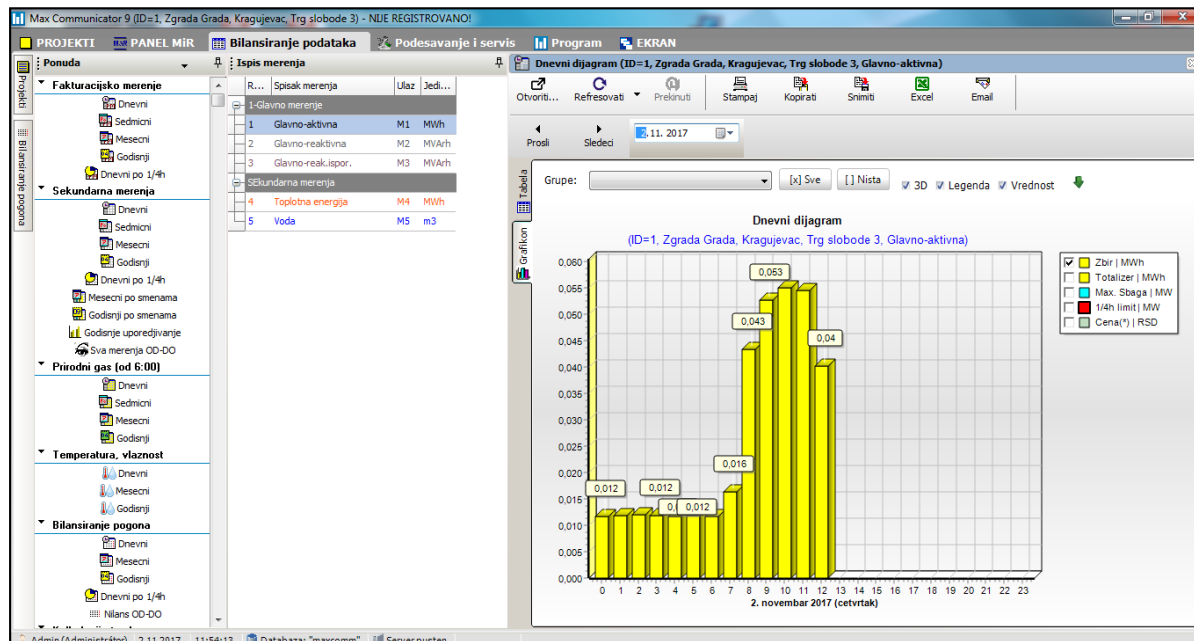 Max Communicator 9 (ID=1, Zgrada Grada, Kragujevac, Trg slobode 3) - NIJE REGISTROVANO!
PROJEKTI PANEL MiR Bilansiranje podataka Podesavanje i servis Program EKRAN
Projekti
Bilansiranje pogona
Ponuda
Fakturacijsko merenje
Dnevni
Sedmicni
Mesecni
Godisnji
Dnevni po 1/4h
Sekundarna merenja
Dnevni
Sedmicni
Mesecni
Godisnji
Dnevni po 1/4h
Mesecni po smenama
Godisnji po smenama
Godisnje uporedjivanje
Sva merenja OD-DO
Prirodni gas (od 6:00)
Dnevni
Sedmicni
Mesecni
Godisnji
Temperatura, vlaznost
Dnevni
Mesecni
Godisnji
Bilansiranje pogona
Dnevni
Mesecni
Godisnji
Dnevni po 1/4h
Nilans OD-DO
Ispis merenja
R... Spisak merenja Ulaz Jedi...
1-Glavno merenje
1 Glavno-aktivna M1 MWh
2 Glavno-reaktivna M2 MVArh
3 Glavno-reak.ispor. M3 MVArh
SEkundarna merenja
4 Toplotna energija M4 MWh
5 Voda M5 m3
Dnevni dijagram (ID=1, Zgrada Grada, Kragujevac, Trg slobode 3, Glavno-aktivna)
Otvoriti... Refresovati Prekinuti Stampaj Kopirati Snimiti Excel Email
Prosli Sledeci 2.11. 2017
Tabela
Grafikon
Grupe: [x] Sve [ ] Nista 3D Legenda Vrednost
Dnevni dijagram
(ID=1, Zgrada Grada, Kragujevac, Trg slobode 3, Glavno-aktivna)
0,060
0,055
0,050
0,045
0,040
0,035
0,030
0,025
0,020
0,015
0,010
0,005
0,000
0,012
0,012
0,012
0,016
0,043
0,053
0,04
0 1 2 3 4 5 6 7 8 9 10 11 12 13 14 15 16 17 18 19 20 21 22 23
2. novembar 2017 (cetvrtak)
Zbir | MWh
Totalizer | MWh
Max. Sbaga | MW
1/4h limit | MW
Cena(*) | RSD
Admin (Administrátor) 2.11.2017 11:54:13 Databaza: "maxcomm" Server pusten